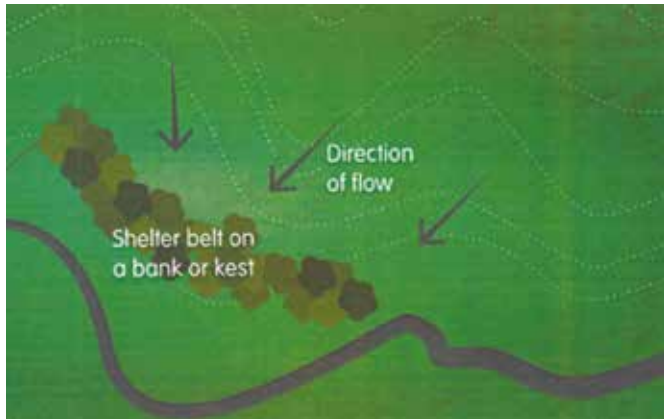 Direction
of flow
Shelter belt on
a bank or kest